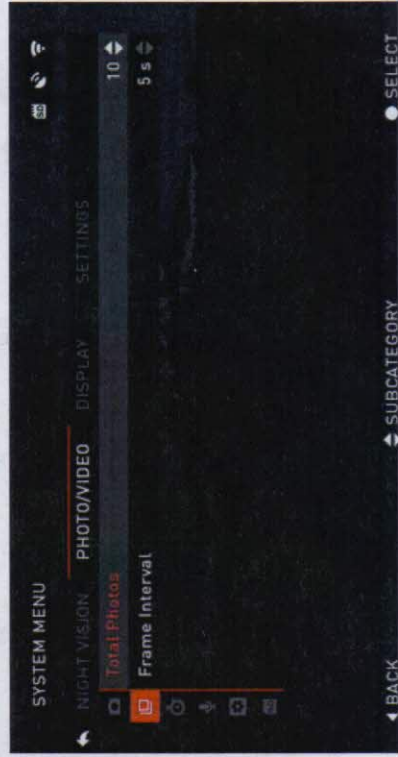 SYSTEM MENU
NIGHT VISION PHOTO/VIDEO DISPLAY SETTINGS
Total Photos 10
Frame Interval 5 s
BACK SUBCATEGORY SELECT